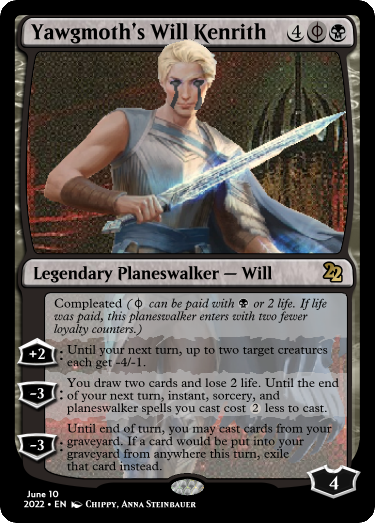 Yawgmoth's Will Kenrith 4
Legendary Planeswalker — Will
Compleated (ϕ can be paid with or 2 life. If life
was paid, this planeswalker enters with two fewer
loyalty counters.)
+2: Until your next turn, up to two target creatures
each get -4/-1.
-3: You draw two cards and lose 2 life. Until the end
of your next turn, instant, sorcery, and
planeswalker spells you cast cost 2 less to cast.
-3: Until end of turn, you may cast cards from your
graveyard. If a card would be put into your
graveyard from anywhere this turn, exile
that card instead.
4
June 10
2022 • EN Chippy, Anna Steinbauer